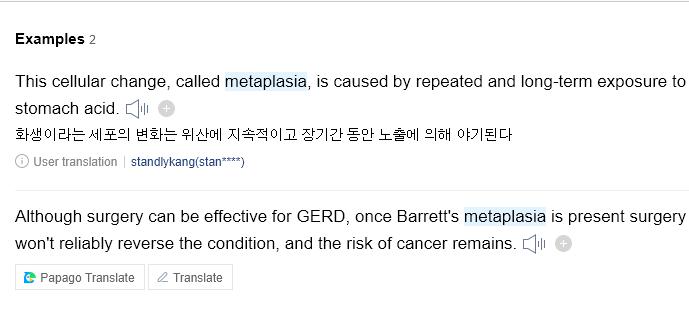 Examples 2
This cellular change, called metaplasia, is caused by repeated and long-term exposure to
stomach acid.
화생이라는 세포의 변화는 위산에 지속적이고 장기간 동안 노출에 의해 야기된다
User translation | standlykang(stan****)
Although surgery can be effective for GERD, once Barrett's metaplasia is present surgery
won't reliably reverse the condition, and the risk of cancer remains.
Papago Translate Translate